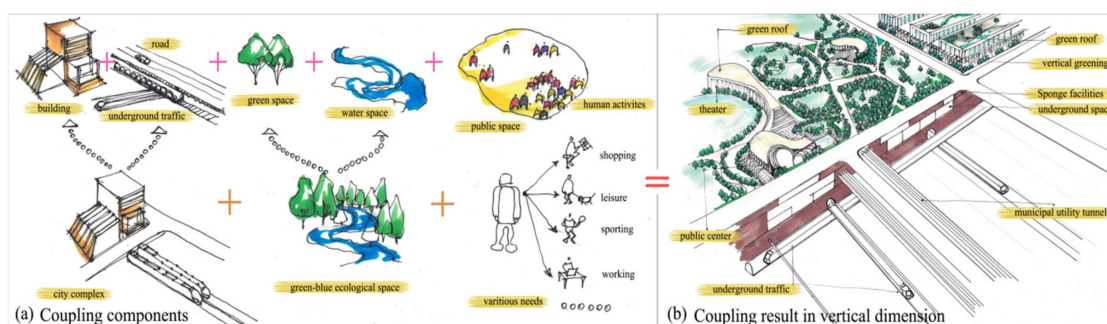 road
building
underground traffic
green space
water space
public space
human activites
shopping
leisure
sporting
working
city complex
green-blue ecological space
varitious needs
(a) Coupling components
green roof
theater
public center
underground traffic
green roof
vertical greening
Sponge facilities
underground spac
municipal utility tunnel
(b) Coupling result in vertical dimension